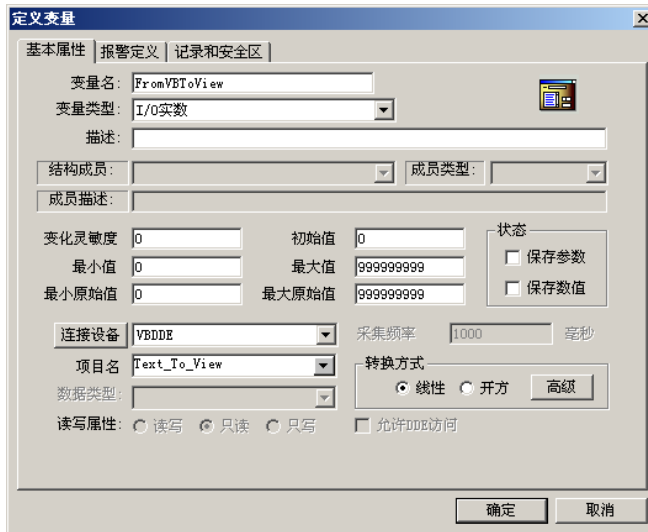 定义变量
基本属性 报警定义 记录和安全区
变量名: FromVBToView
变量类型: I/O实数
描述:
结构成员: 成员类型:
成员描述:
变化灵敏度 0 初始值 0 状态
最小值 0 最大值 999999999 保存参数
最小原始值 0 最大原始值 999999999 保存数值
连接设备 VBDDE 采集频率 1000 毫秒
项目名 Text_To_View 转换方式
数据类型: 线性 开方 高级
读写属性: 读写 只读 只写 允许DDE访问
确定 取消